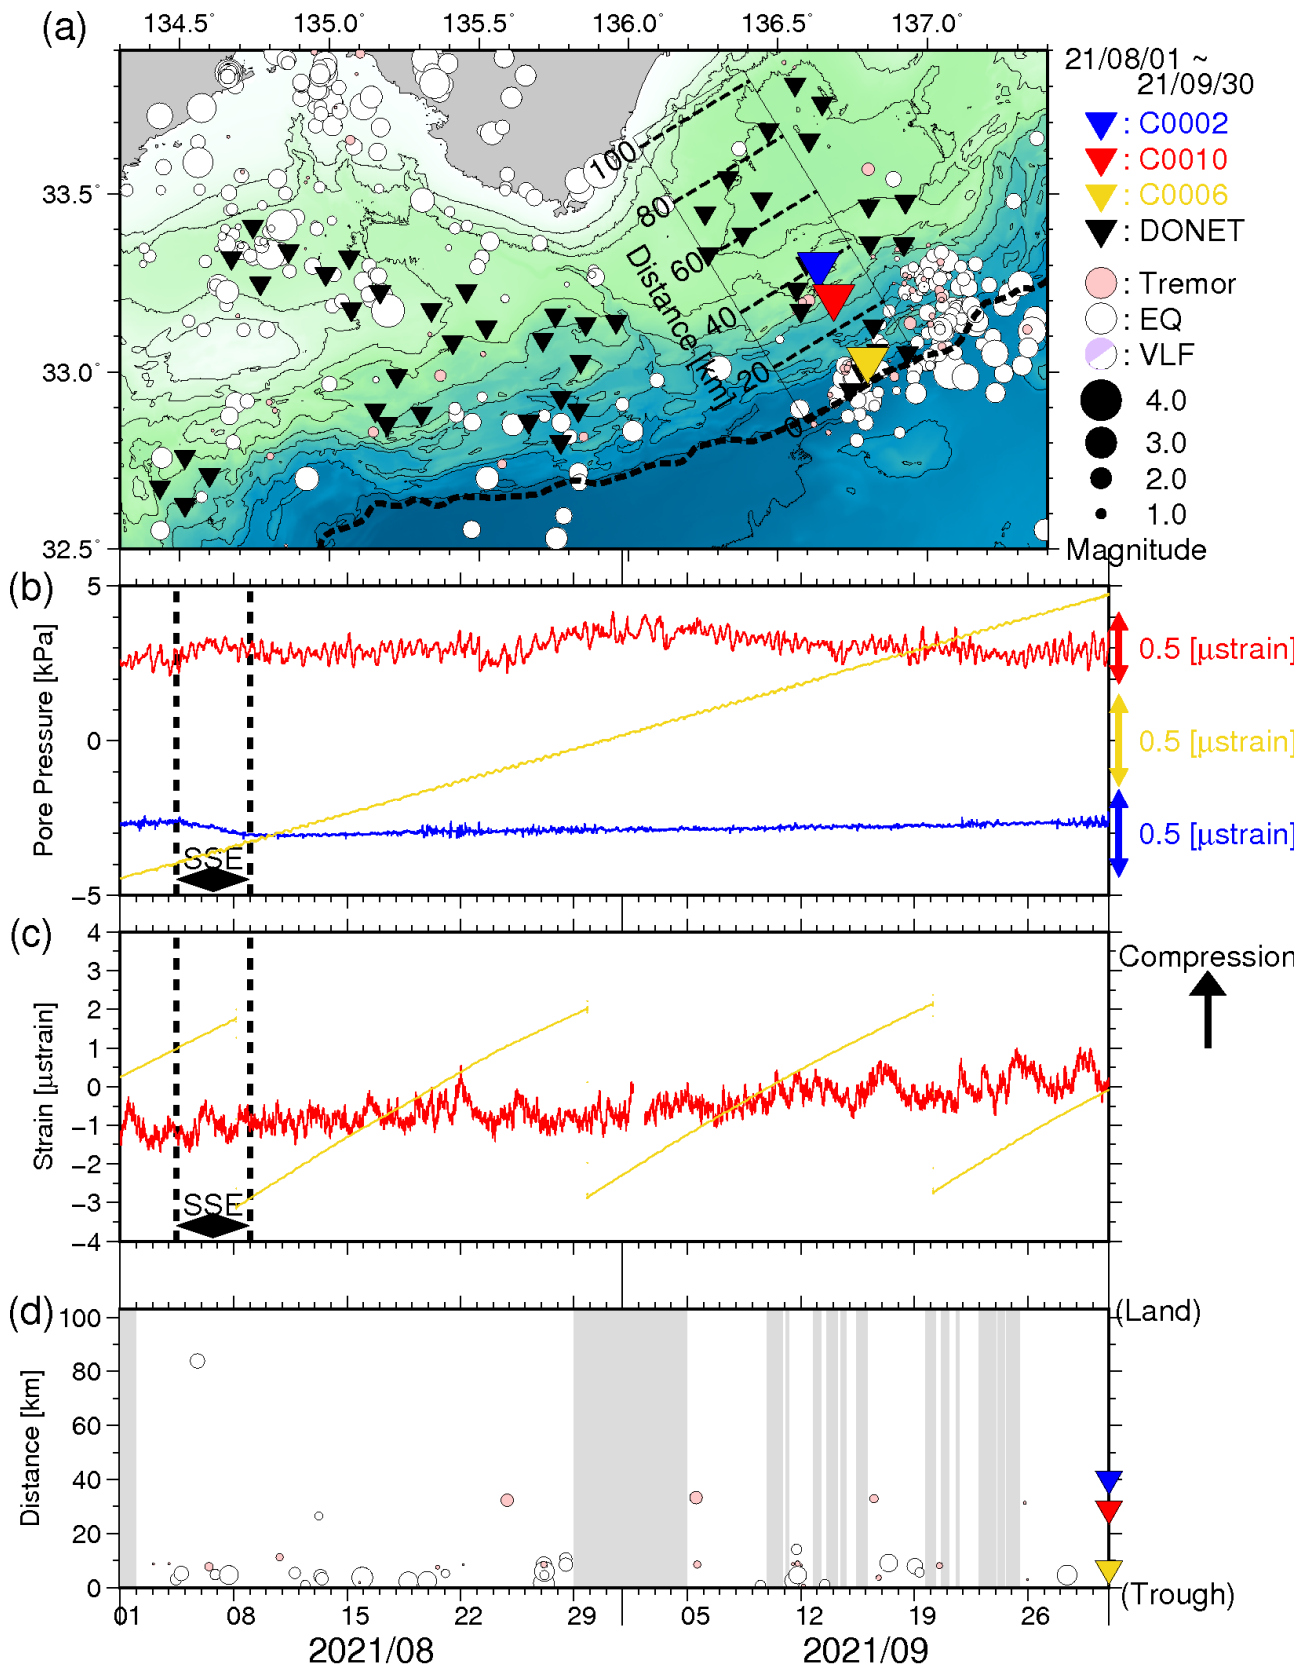 (a)
134.5° 135.0° 135.5° 136.0° 136.5° 137.0°
33.5°
33.0°
32.5°
100
80
60
40
20
0
Distance [km]
21/08/01 ~
21/09/30
: C0002
: C0010
: C0006
: DONET
: Tremor
: EQ
: VLF
4.0
3.0
2.0
1.0
Magnitude
(b)
Pore Pressure [kPa]
5
0
−5
SSE
0.5 [μstrain]
0.5 [μstrain]
0.5 [μstrain]
(c)
Strain [μstrain]
4
3
2
1
0
−1
−2
−3
−4
SSE
Compression
(d)
Distance [km]
100
80
60
40
20
0
(Land)
(Trough)
01 08 15 22 29 05 12 19 26
2021/08 2021/09